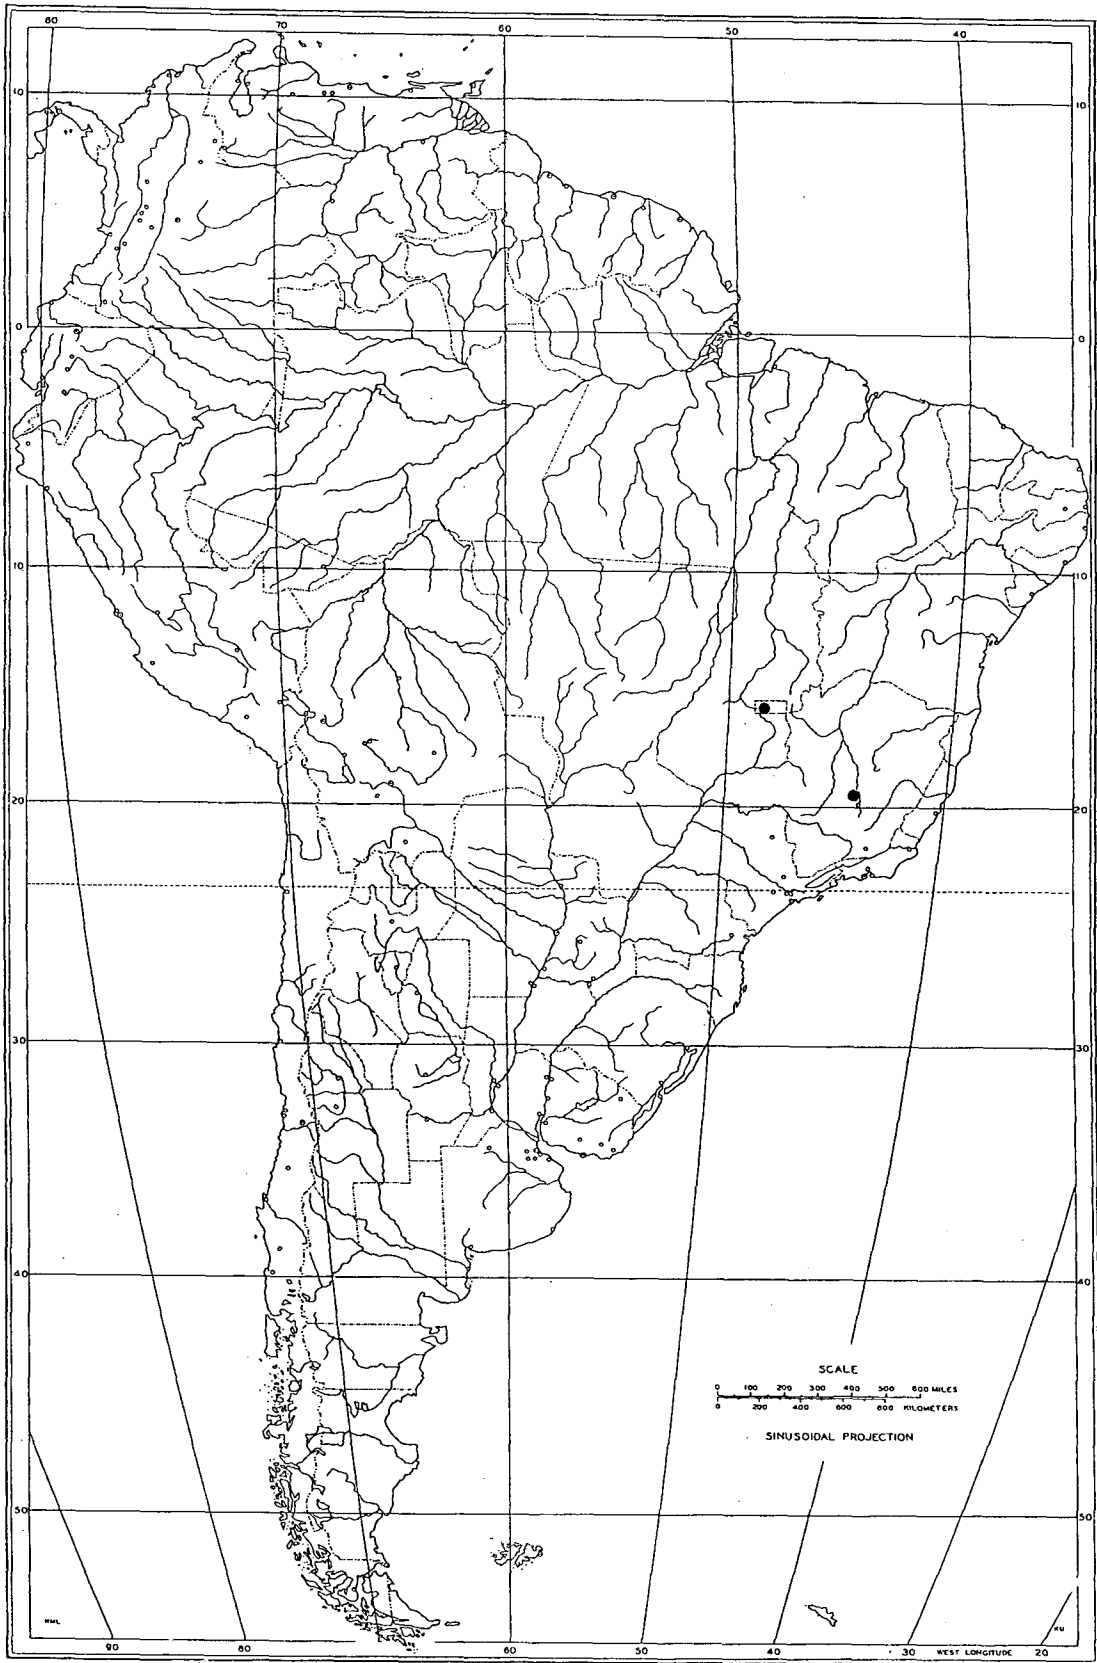 80 70 60 50 40
10 10
0 0
10 10
20 20
30 30
40 40
SCALE
0 100 200 300 400 500 600 MILES
0 200 400 600 800 KILOMETERS
SINUSOIDAL PROJECTION
50 50
HML KU
90 80 70 60 50 40 30 WEST LONGITUDE 20